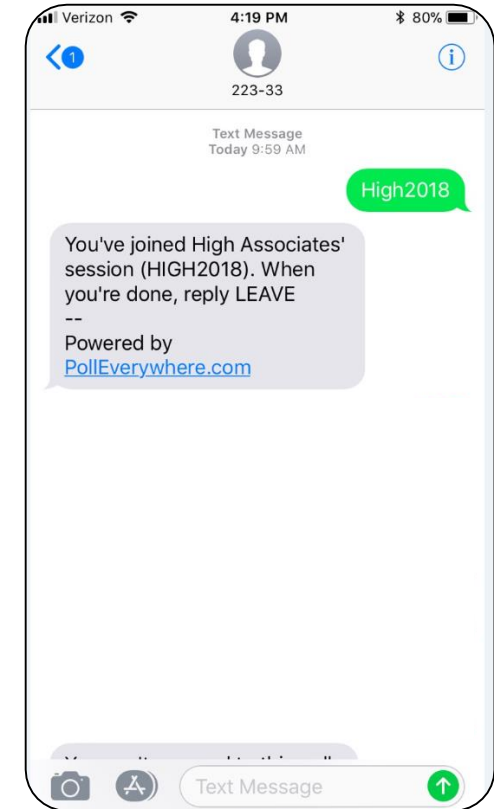 Verizon 4:19 PM 80%
1
i
223-33
Text Message
Today 9:59 AM
High2018
You've joined High Associates'
session (HIGH2018). When
you're done, reply LEAVE
--
Powered by
PollEverywhere.com
Text Message